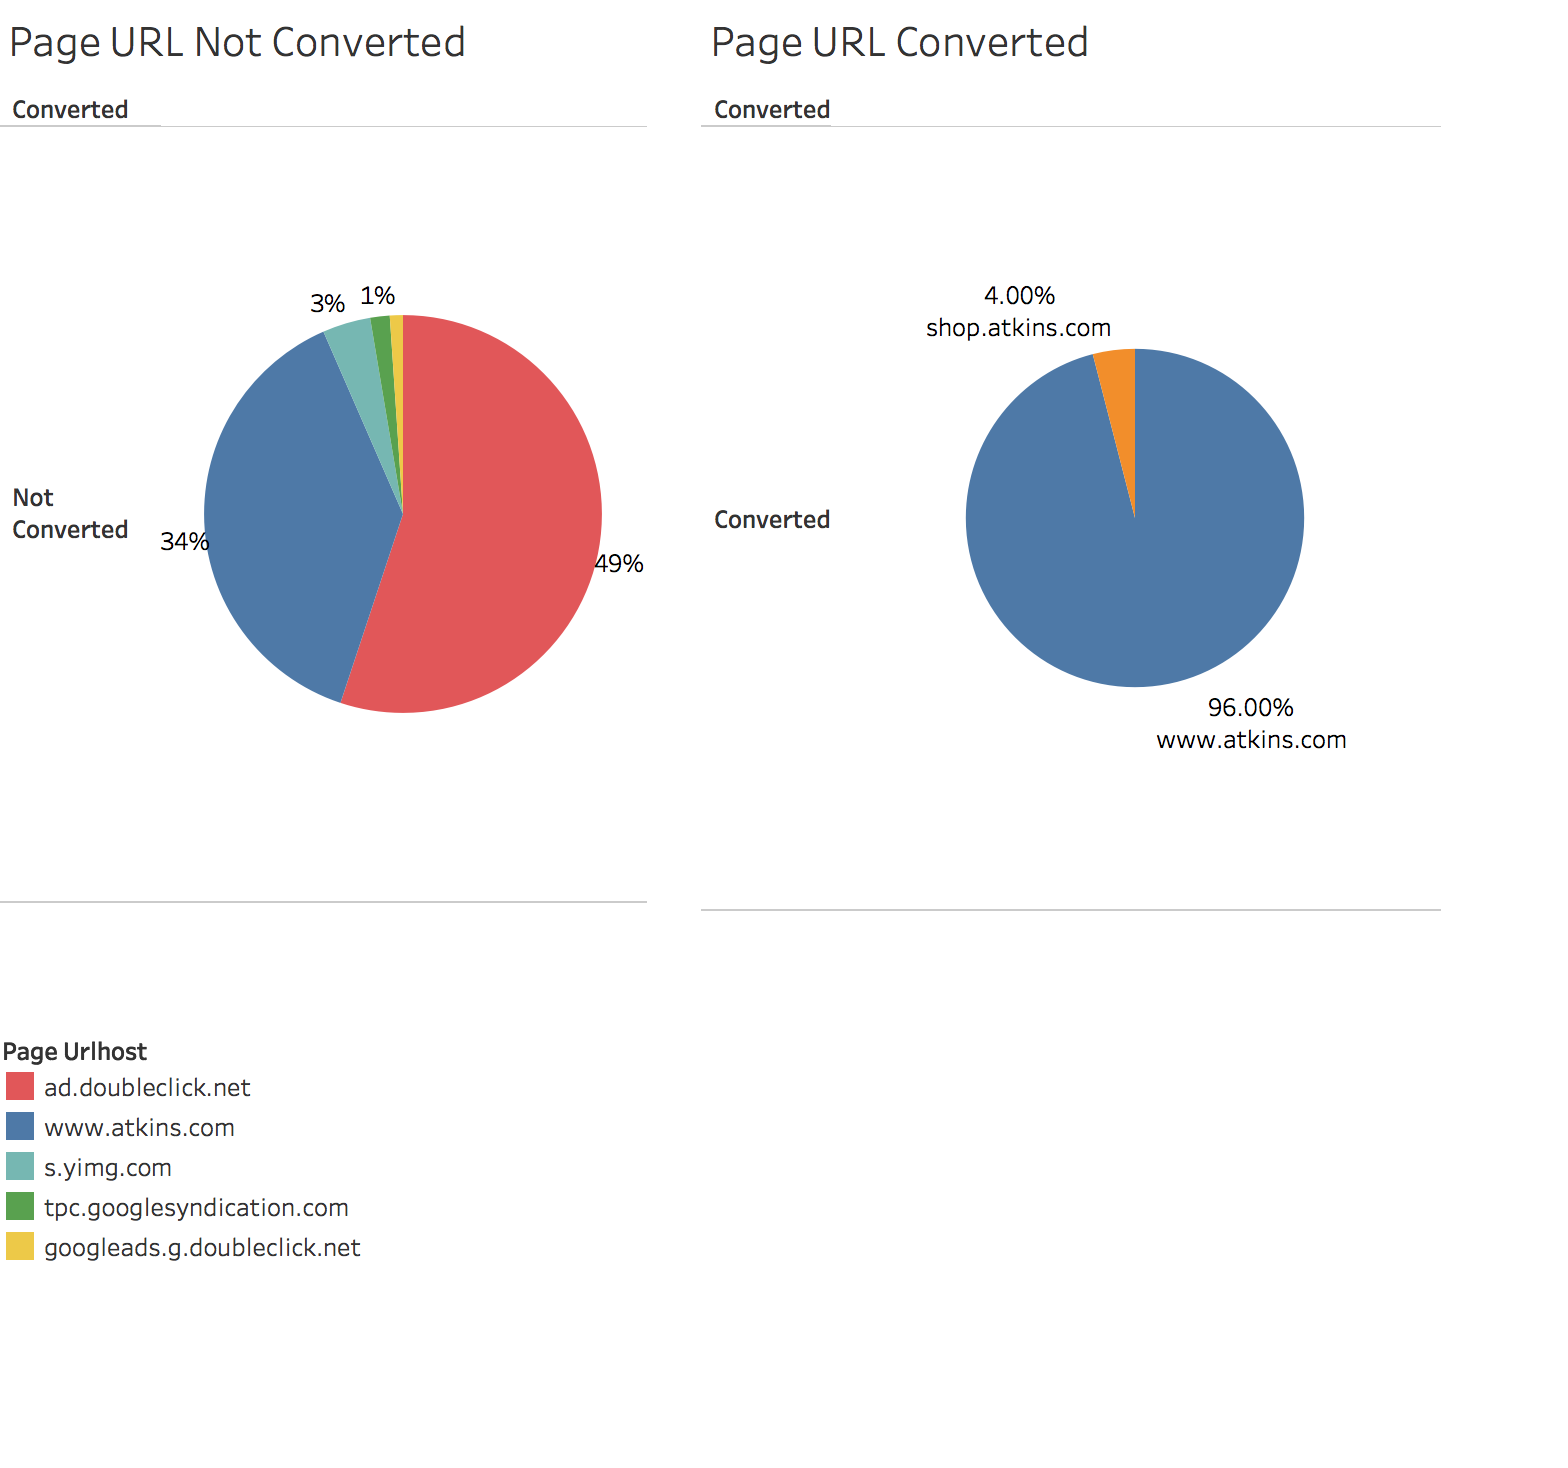 Page URL Not Converted
Converted
3%
1%
Not
Converted
34%
49%
Page URL Converted
Converted
4.00%
shop.atkins.com
Converted
96.00%
www.atkins.com
Page Urlhost
ad.doubleclick.net
www.atkins.com
s.yimg.com
tpc.googlesyndication.com
googleads.g.doubleclick.net